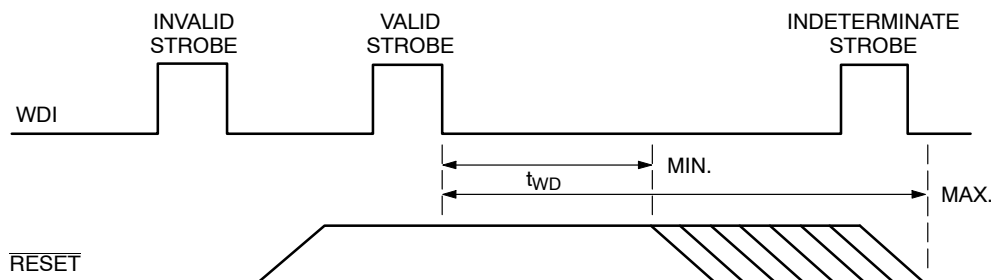 INVALID
STROBE
VALID
STROBE
INDETERMINATE
STROBE
WDI
tWD
MIN.
MAX.
RESET